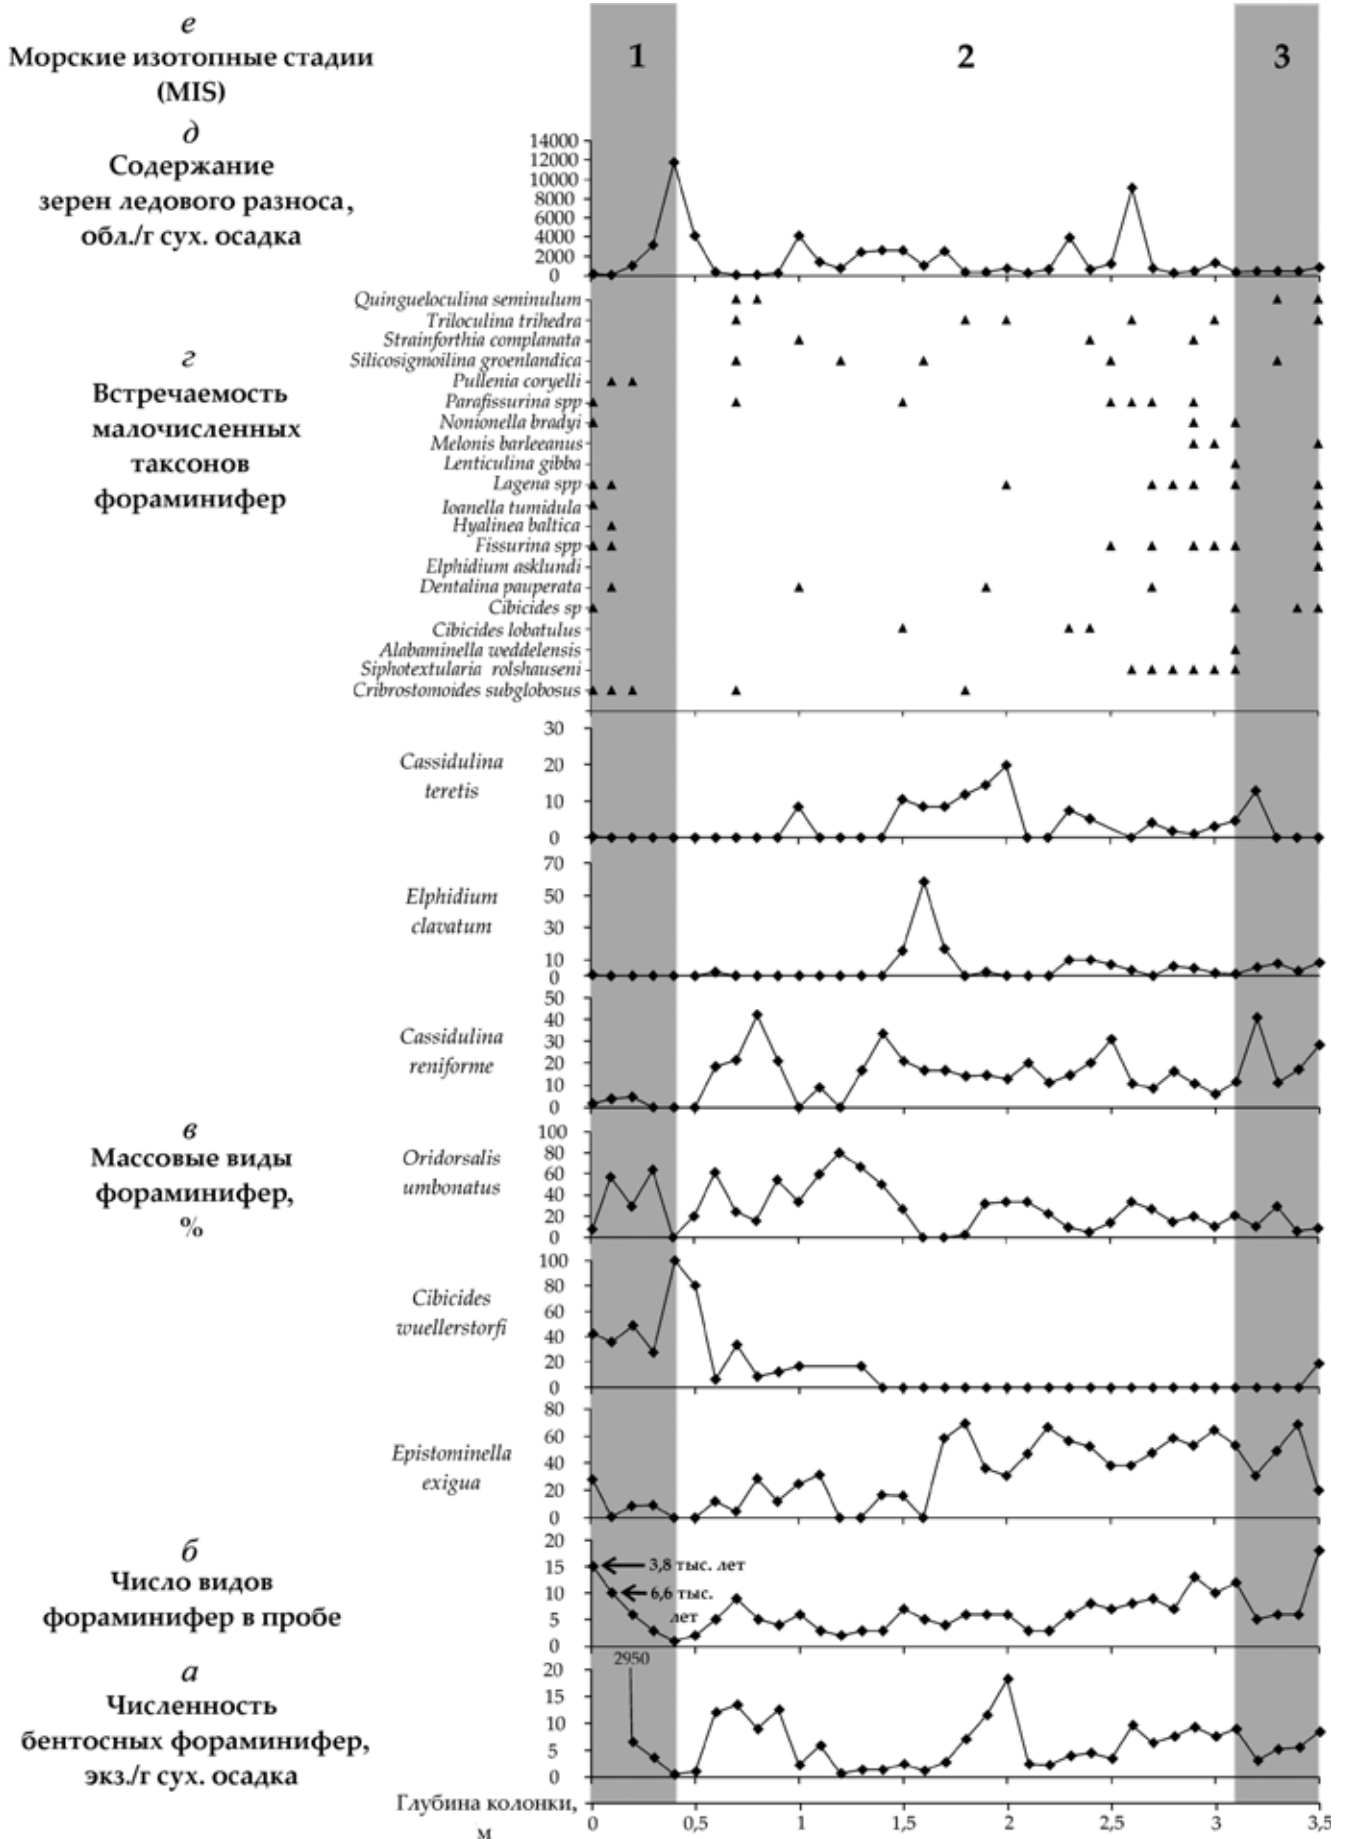 е
Морские изотопные стадии
(MIS)
1
2
3
д
Содержание
зерен ледового разноса,
обл./г сух. осадка
14000
12000
10000
8000
6000
4000
2000
0
г
Встречаемость
малочисленных
таксонов
фораминифер
Quingueloculina seminulum
Triloculina trihedra
Strainforthia complanata
Silicosigmoilina groenlandica
Pullenia coryelli
Parafissurina spp
Nonionella bradyi
Melonis barleeanus
Lenticulina gibba
Lagena spp
Ioanella tumidula
Hyalinea baltica
Fissurina spp
Elphidium asklundi
Dentalina pauperata
Cibicides sp
Cibicides lobatulus
Alabaminella weddelensis
Siphotextularia rolshauseni
Cribrostomoides subglobosus
в
Массовые виды
фораминифер,
%
Cassidulina
teretis
30
20
10
0
Elphidium
clavatum
70
50
30
10
0
Cassidulina
reniforme
50
40
30
20
10
0
Oridorsalis
umbonatus
100
80
60
40
20
0
Cibicides
wuellerstorfi
100
80
60
40
20
0
Epistominella
exigua
80
60
40
20
0
б
Число видов
фораминифер в пробе
20
15
10
5
0
3,8 тыс. лет
6,6 тыс.
лет
а
Численность
бентосных фораминифер,
экз./г сух. осадка
2950
20
15
10
5
0
Глубина колонки,
м
0
0,5
1
1,5
2
2,5
3
3,5